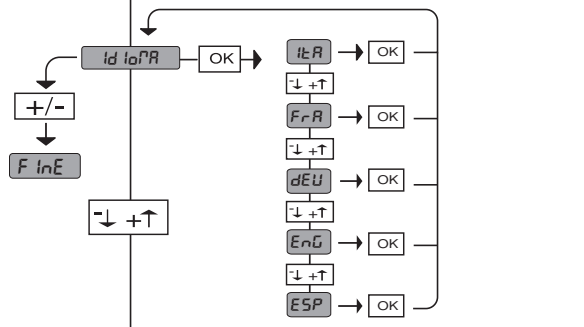 ItA OK
IdIoMA OK
-↓ +↑
+/-
FrA OK
-↓ +↑
FInE
dEU OK
-↓ +↑
-↓ +↑
EnG OK
-↓ +↑
ESP OK